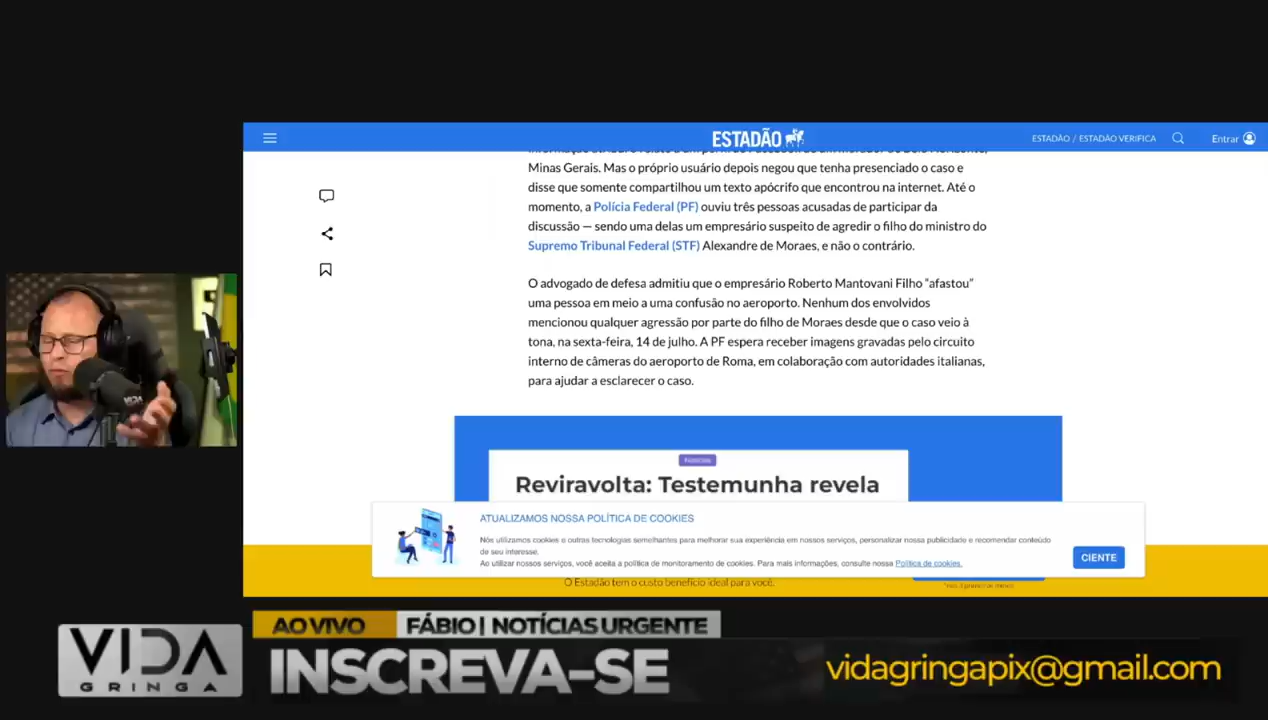 ESTADÃO
ESTADÃO / ESTADÃO VERIFICA
Entrar
Minas Gerais. Mas o próprio usuário depois negou que tenha presenciado o caso e
disse que somente compartilhou um texto apócrifo que encontrou na internet. Até o
momento, a Polícia Federal (PF) ouviu três pessoas acusadas de participar da
discussão — sendo uma delas um empresário suspeito de agredir o filho do ministro do
Supremo Tribunal Federal (STF) Alexandre de Moraes, e não o contrário.
O advogado de defesa admitiu que o empresário Roberto Mantovani Filho “afastou”
uma pessoa em meio a uma confusão no aeroporto. Nenhum dos envolvidos
mencionou qualquer agressão por parte do filho de Moraes desde que o caso veio à
tona, na sexta-feira, 14 de julho. A PF espera receber imagens gravadas pelo circuito
interno de câmeras do aeroporto de Roma, em colaboração com autoridades italianas,
para ajudar a esclarecer o caso.
Notícias
Reviravolta: Testemunha revela
ATUALIZAMOS NOSSA POLÍTICA DE COOKIES
Nós utilizamos cookies e outras tecnologias semelhantes para melhorar sua experiência em nossos serviços, personalizar nossa publicidade e recomendar conteúdo
de seu interesse.
Ao utilizar nossos serviços, você aceita a política de monitoramento de cookies. Para mais informações, consulte nossa Política de cookies.
CIENTE
O Estadão tem o custo benefício ideal para você.
VIDA
AO VIVO
FÁBIO | NOTÍCIAS URGENTE
VIDA
GRINGA
INSCREVA-SE
vidagringapix@gmail.com